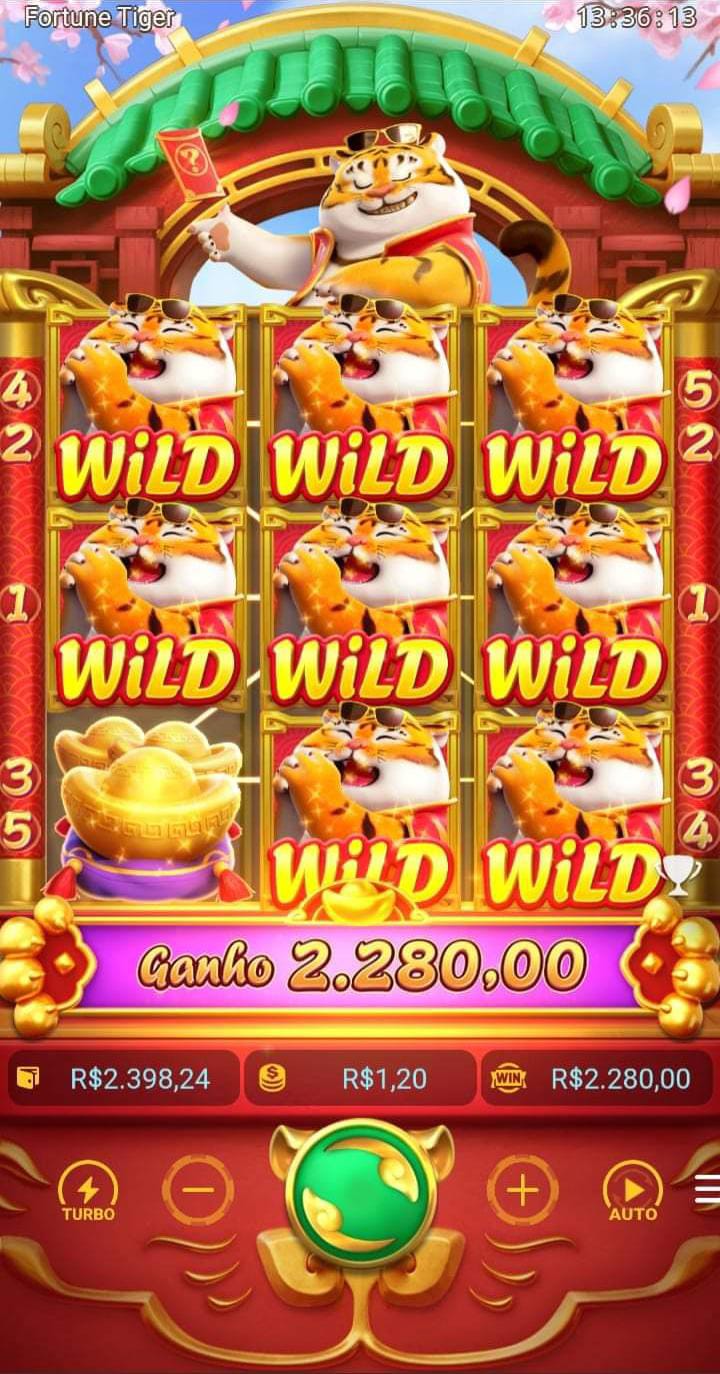 Fortune Tiger 13:36:13
?
4 5
2 WiLD WiLD WiLD 2
1 WiLD WiLD WiLD 1
3 3
5 WiLD WiLD 4
Ganho 2.280,00
R$2.398,24 $ R$1,20 WIN R$2.280,00
TURBO AUTO